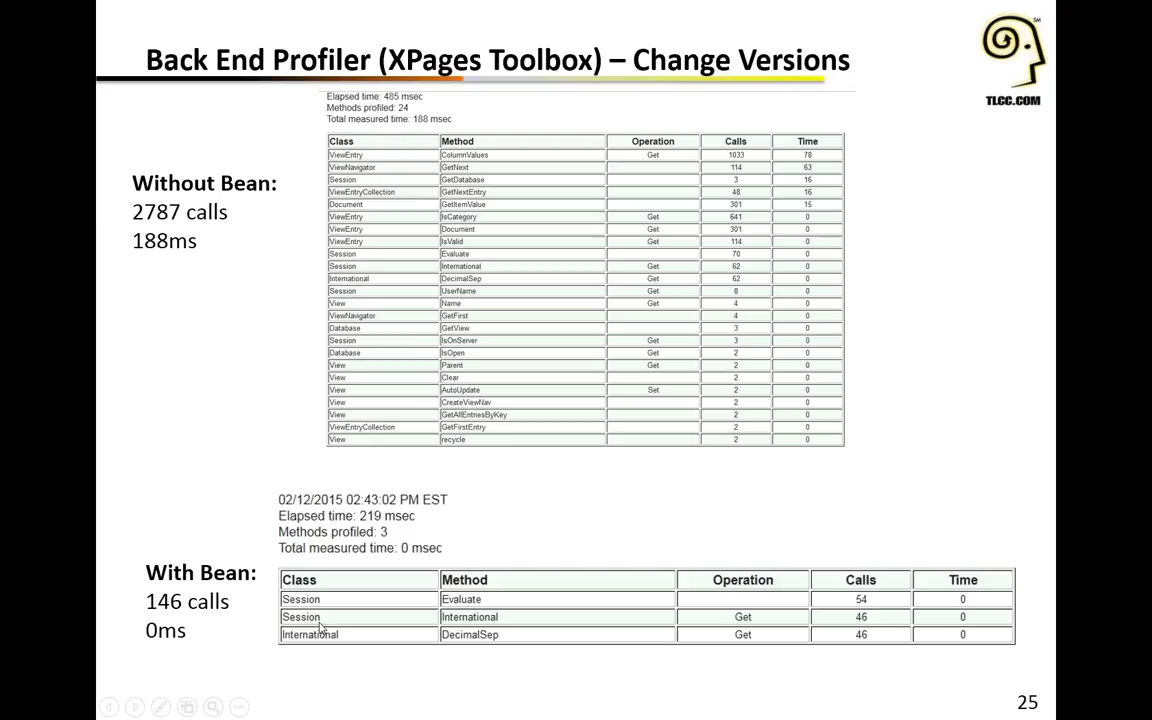 Back End Profiler (XPages Toolbox) – Change Versions
SM
TLCC.COM
Elapsed time: 485 msec
Methods profiled: 24
Total measured time: 188 msec
Without Bean:
2787 calls
188ms
Class Method Operation Calls Time
ViewEntry ColumnValues Get 1033 78
ViewNavigator GetNext 114 63
Session GetDatabase 3 16
ViewEntryCollection GetNextEntry 48 16
Document GetItemValue 301 15
ViewEntry IsCategory Get 641 0
ViewEntry Document Get 301 0
ViewEntry IsValid Get 114 0
Session Evaluate 70 0
Session International Get 62 0
International DecimalSep Get 62 0
Session UserName Get 8 0
View Name Get 4 0
ViewNavigator GetFirst 4 0
Database GetView 3 0
Session IsOnServer Get 3 0
Database IsOpen Get 2 0
View Parent Get 2 0
View Clear 2 0
View AutoUpdate Set 2 0
View CreateViewNav 2 0
View GetAllEntriesByKey 2 0
ViewEntryCollection GetFirstEntry 2 0
View recycle 2 0
02/12/2015 02:43:02 PM EST
Elapsed time: 219 msec
Methods profiled: 3
Total measured time: 0 msec
With Bean:
146 calls
0ms
Class Method Operation Calls Time
Session Evaluate 54 0
Session International Get 46 0
International DecimalSep Get 46 0
25